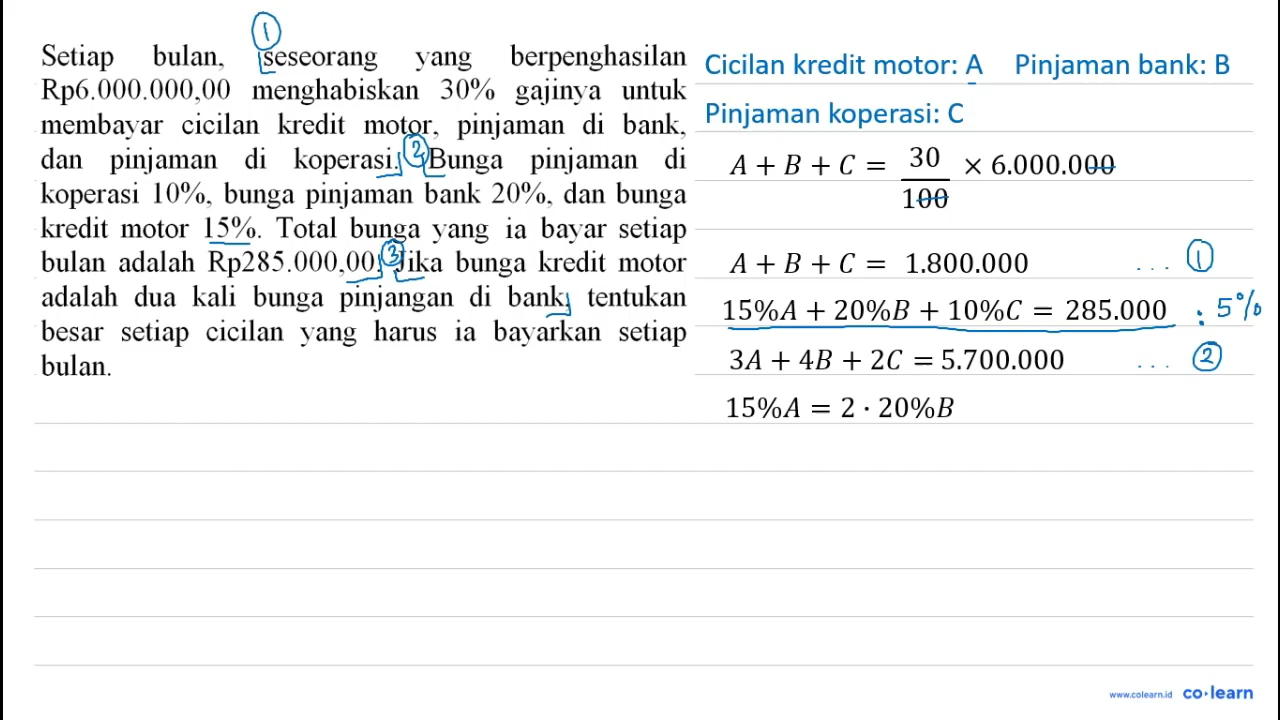 ①
Setiap bulan, seseorang yang berpenghasilan
Rp6.000.000,00 menghabiskan 30% gajinya untuk
membayar cicilan kredit motor, pinjaman di bank,
dan pinjaman di koperasi. ② Bunga pinjaman di
koperasi 10%, bunga pinjaman bank 20%, dan bunga
kredit motor 15%. Total bunga yang ia bayar setiap
bulan adalah Rp285.000,00. ③ Jika bunga kredit motor
adalah dua kali bunga pinjangan di bank, tentukan
besar setiap cicilan yang harus ia bayarkan setiap
bulan.
Cicilan kredit motor: A Pinjaman bank: B
Pinjaman koperasi: C
A + B + C = 30/100 × 6.000.000
A + B + C = 1.800.000 ... ①
15%A + 20%B + 10%C = 285.000 : 5%
3A + 4B + 2C = 5.700.000 ... ②
15%A = 2 · 20%B
www.colearn.id co·learn